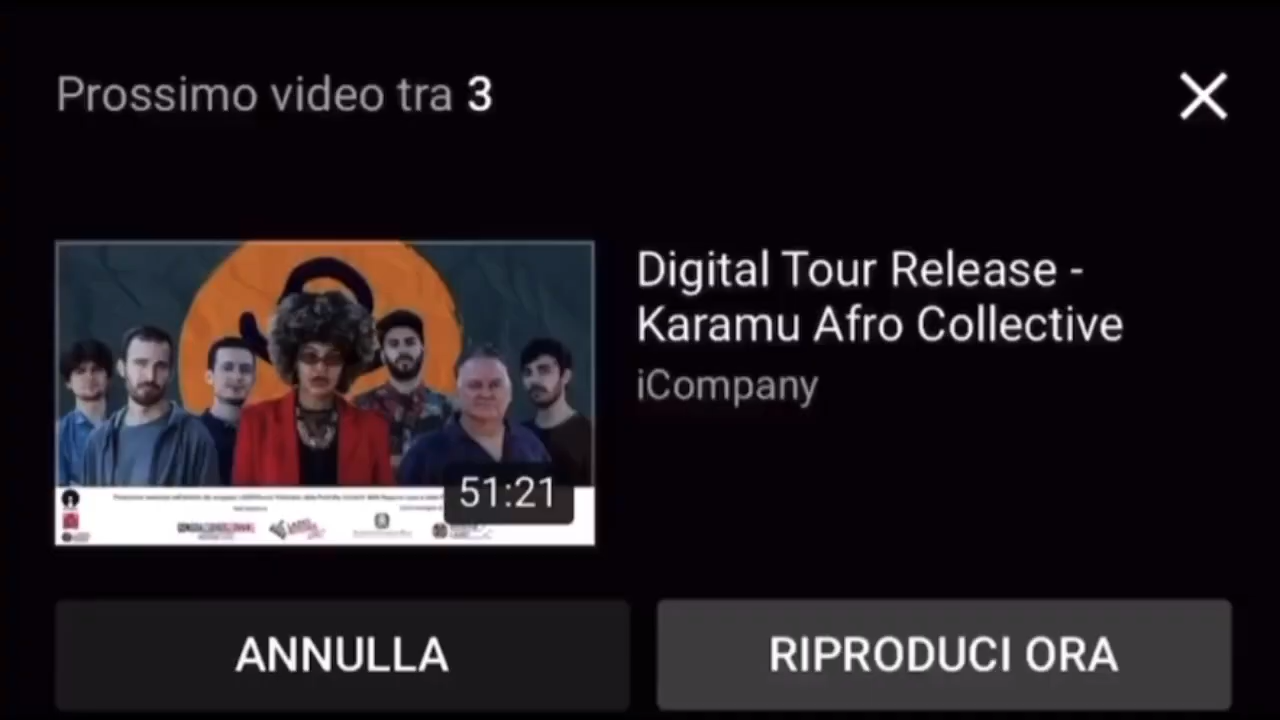 Prossimo video tra 3
Digital Tour Release -
Karamu Afro Collective
iCompany
51:21
ANNULLA
RIPRODUCI ORA